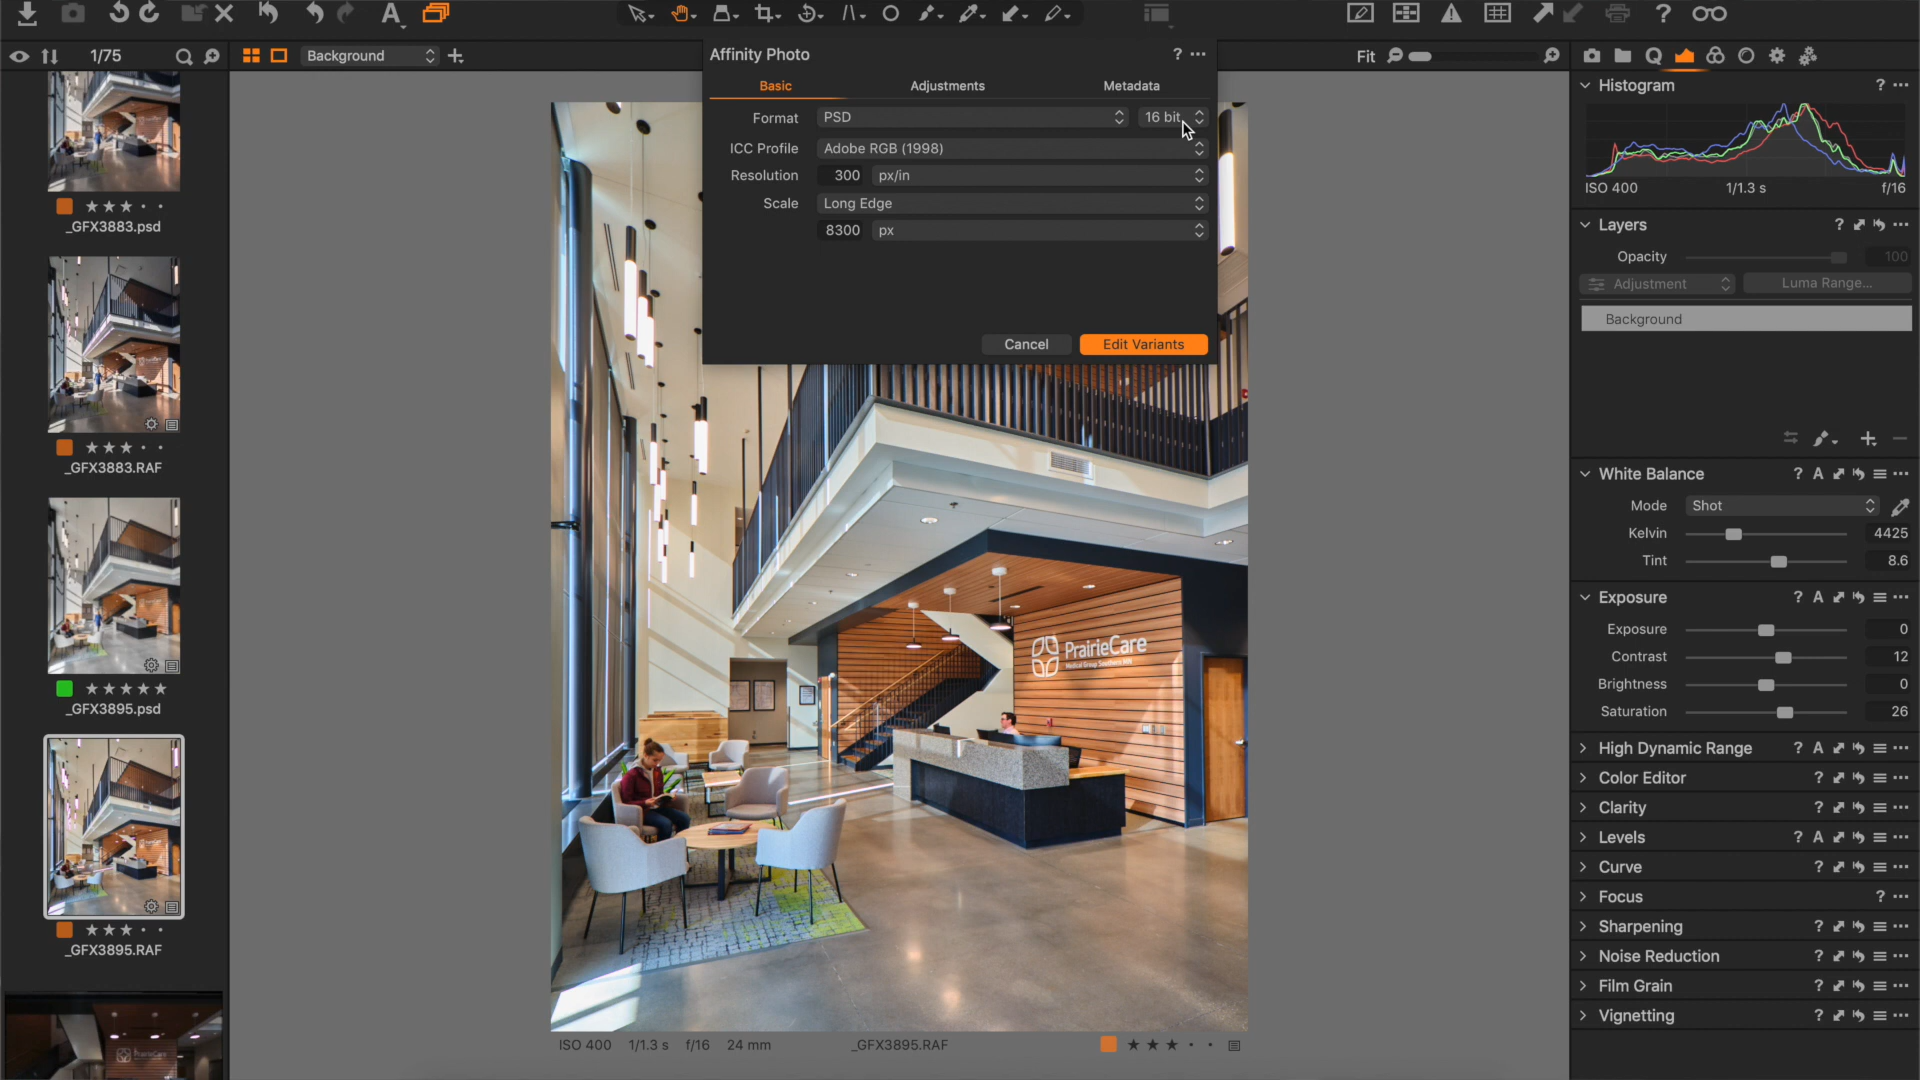 1/75
Background
Fit
Affinity Photo
?
Basic
Adjustments
Metadata
Format
PSD
16 bit
ICC Profile
Adobe RGB (1998)
Resolution
300
px/in
Scale
Long Edge
8300
px
Cancel
Edit Variants
_GFX3883.psd
_GFX3883.RAF
_GFX3895.psd
_GFX3895.RAF
PrairieCare
Medical Group Southwest MN
PrairieCare
ISO 400 1/1.3 s f/16 24 mm
_GFX3895.RAF
Histogram
ISO 400
1/1.3 s
f/16
Layers
Opacity
100
Adjustment
Luma Range...
Background
White Balance
Mode
Shot
Kelvin
4425
Tint
8.6
Exposure
Exposure
0
Contrast
12
Brightness
0
Saturation
26
High Dynamic Range
Color Editor
Clarity
Levels
Curve
Focus
Sharpening
Noise Reduction
Film Grain
Vignetting